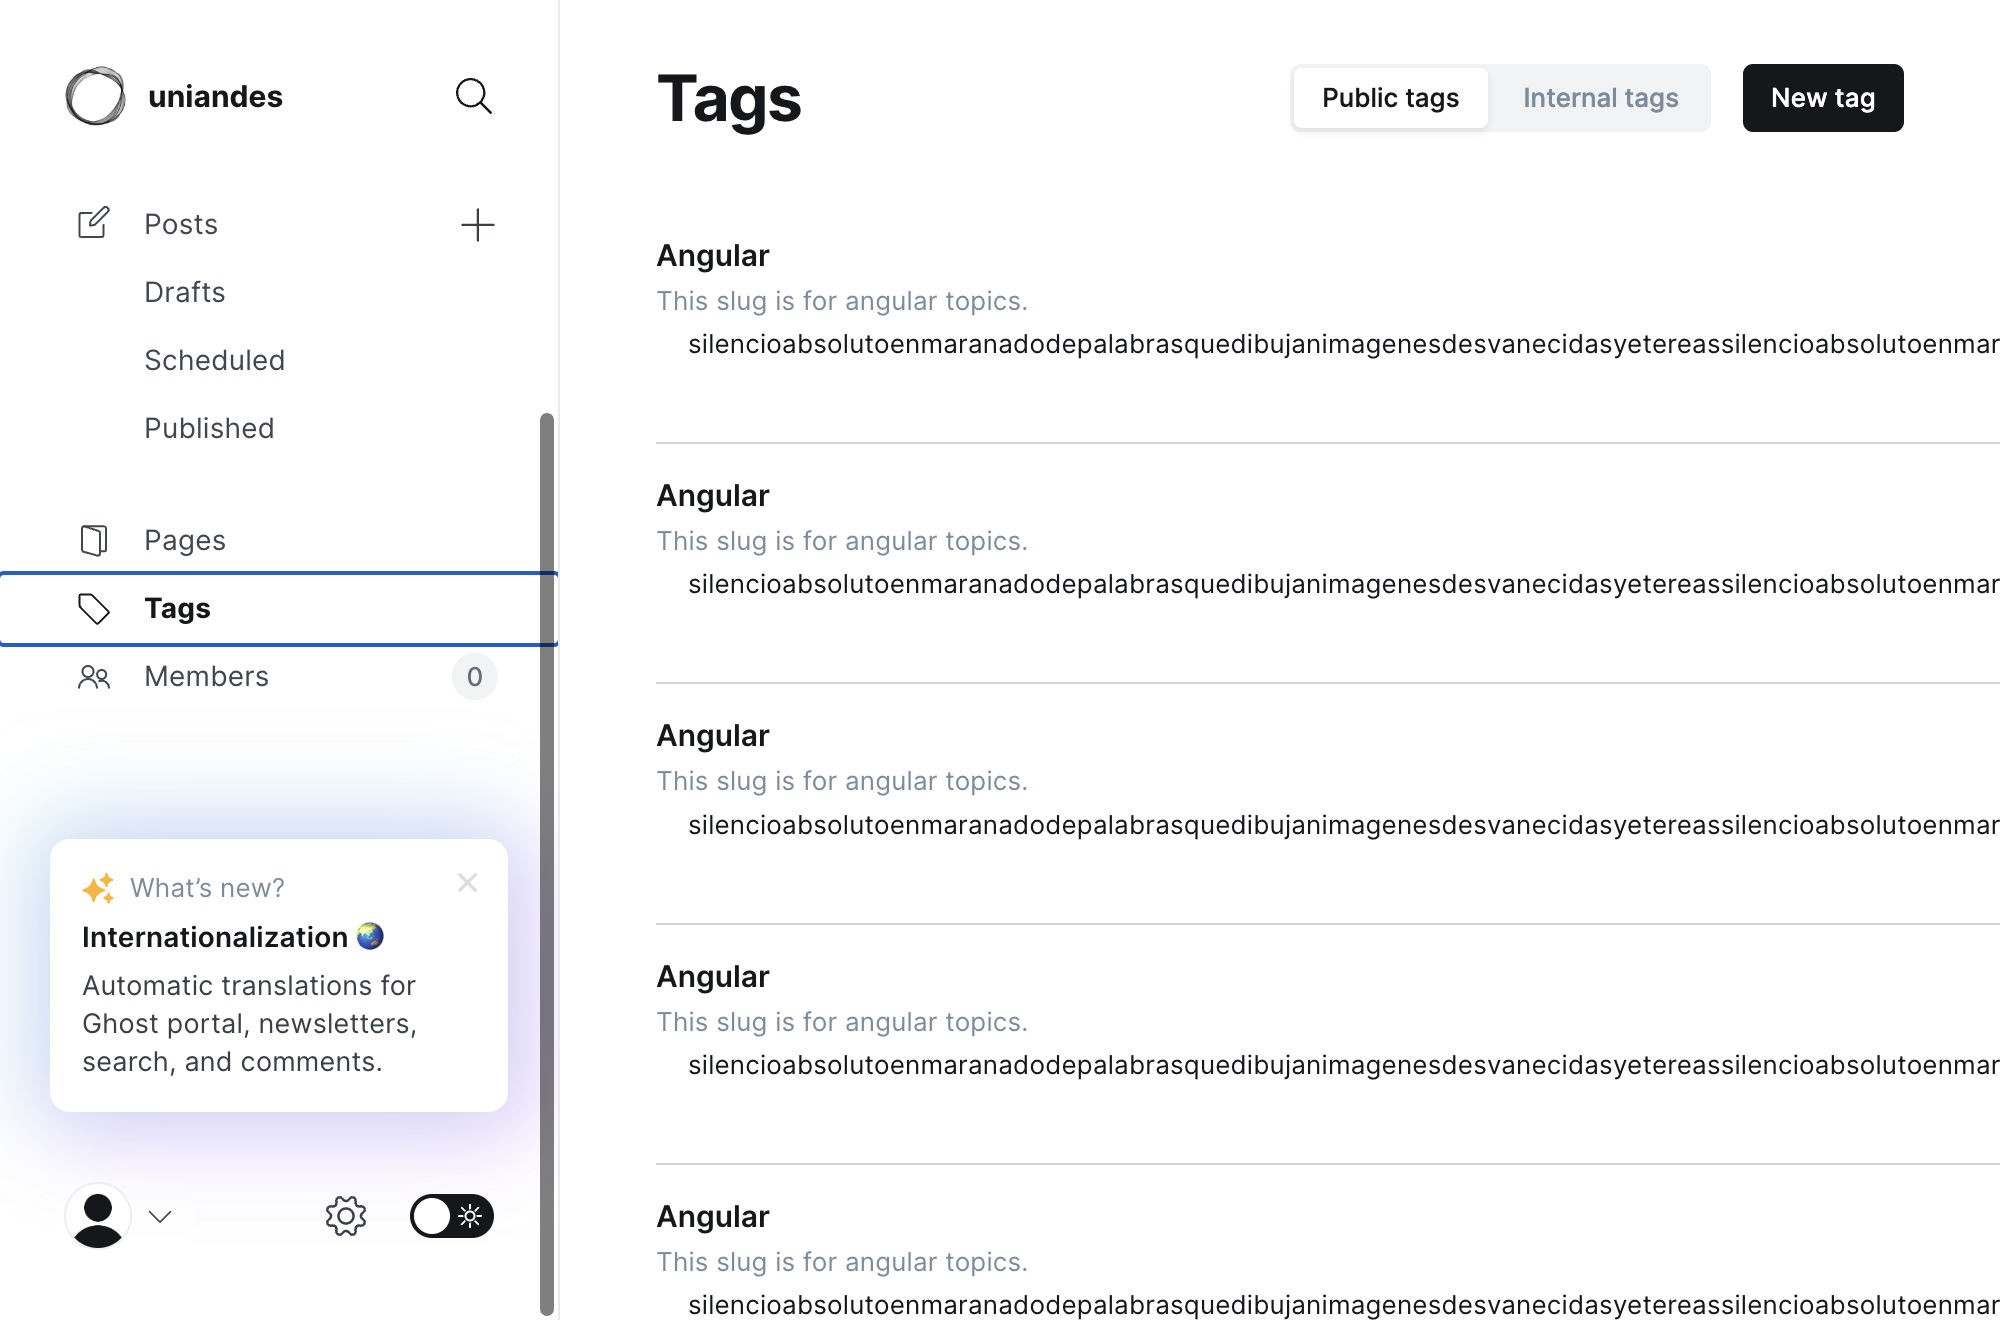 uniandes
Posts
Drafts
Scheduled
Published
Pages
Tags
Members
0
What’s new?
Internationalization 🌏
Automatic translations for
Ghost portal, newsletters,
search, and comments.
Tags
Public tags
Internal tags
New tag
Angular
This slug is for angular topics.
silencioabsolutoenmaranadodepalabrasquedibujanimagenesdesvanecidasyetereassilencioabsolutoenmar
Angular
This slug is for angular topics.
silencioabsolutoenmaranadodepalabrasquedibujanimagenesdesvanecidasyetereassilencioabsolutoenmar
Angular
This slug is for angular topics.
silencioabsolutoenmaranadodepalabrasquedibujanimagenesdesvanecidasyetereassilencioabsolutoenmar
Angular
This slug is for angular topics.
silencioabsolutoenmaranadodepalabrasquedibujanimagenesdesvanecidasyetereassilencioabsolutoenmar
Angular
This slug is for angular topics.
silencioabsolutoenmaranadodepalabrasquedibujanimagenesdesvanecidasyetereassilencioabsolutoenmar